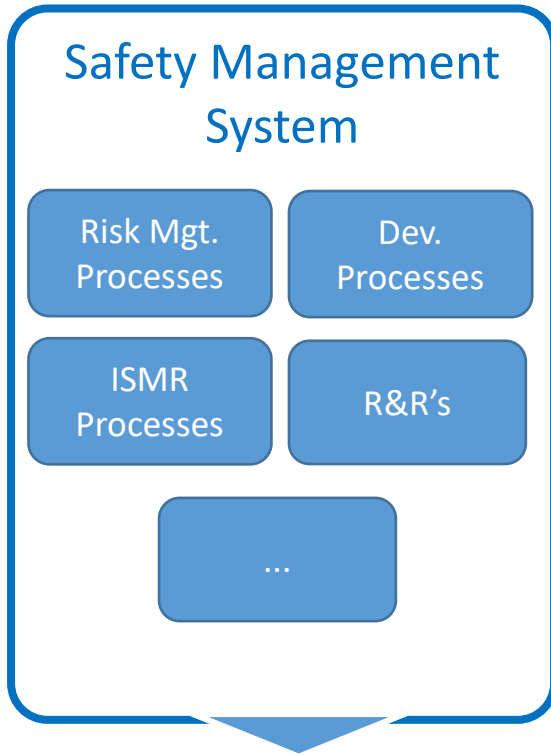 Safety Management
System
Risk Mgt.
Processes
Dev.
Processes
ISMR
Processes
R&R’s
...